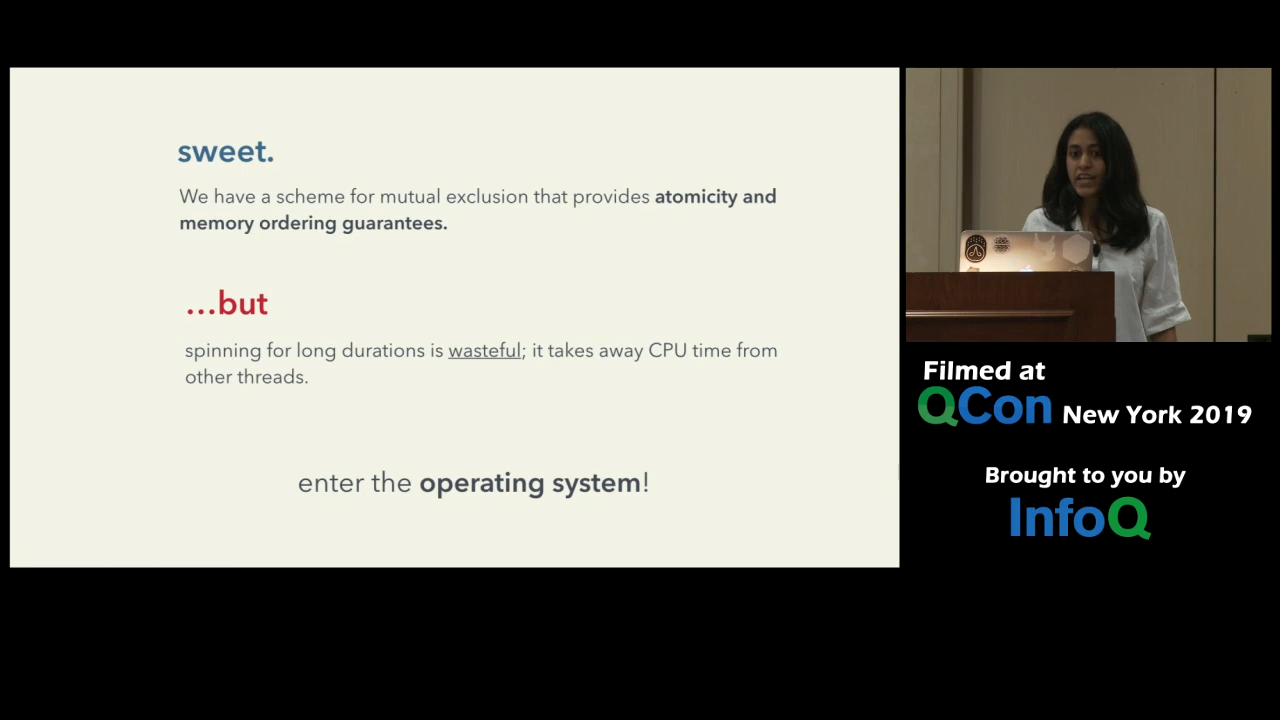 sweet.
We have a scheme for mutual exclusion that provides atomicity and
memory ordering guarantees.
...but
spinning for long durations is wasteful; it takes away CPU time from
other threads.
enter the operating system!
Filmed at
QCon New York 2019
Brought to you by
InfoQ